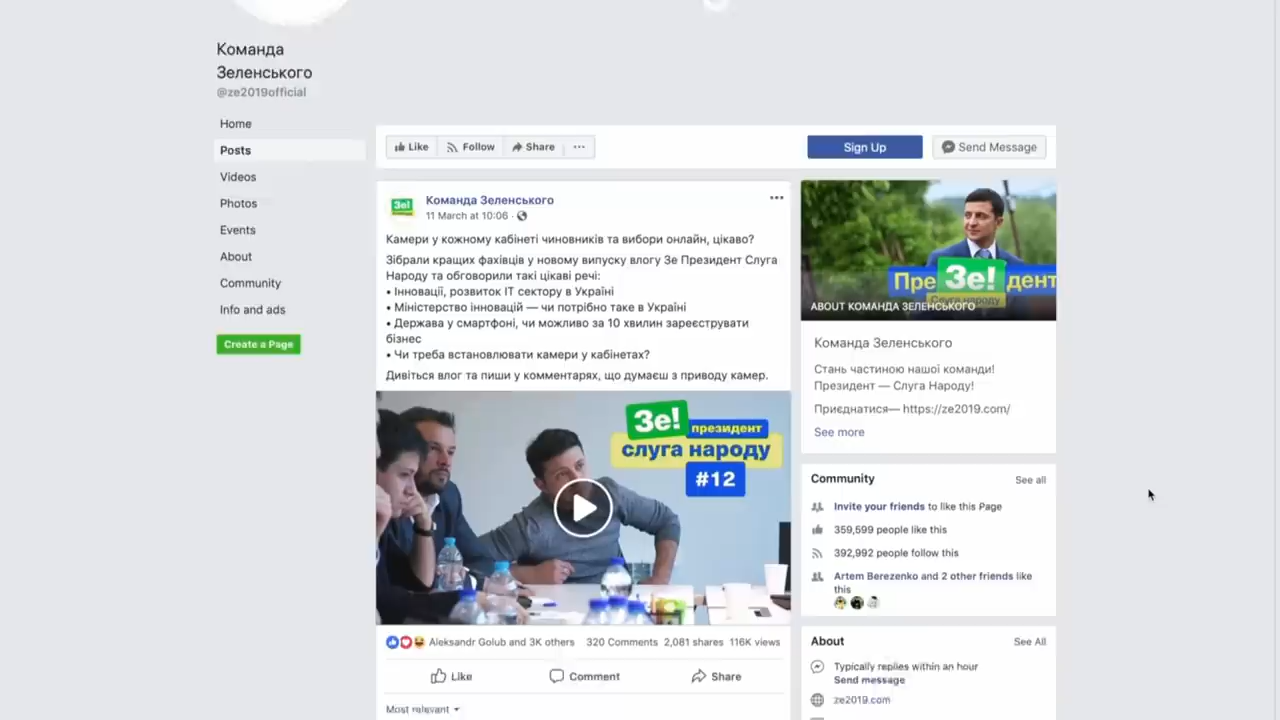 Команда
Зеленського
@ze2019official
Home
Posts
Videos
Photos
Events
About
Community
Info and ads
Create a Page
Like
Follow
Share
Sign Up
Send Message
Зе!
Команда Зеленського
11 March at 10:06 ·
Камери у кожному кабінеті чиновників та вибори онлайн, цікаво?
Зібрали кращих фахівців у новому випуску влогу Зе Президент Слуга
Народу та обговорили такі цікаві речі:
• Інновації, розвиток ІТ сектору в Україні
• Міністерство інновацій — чи потрібно таке в Україні
• Держава у смартфоні, чи можливо за 10 хвилин зареєструвати
бізнес
• Чи треба встановлювати камери у кабінетах?
Дивіться влог та пиши у комментарях, що думаєш з приводу камер.
Зе!
президент
слуга народу
#12
Aleksandr Golub and 3K others 320 Comments 2,081 shares 116K views
Like
Comment
Share
Most relevant
Пре Зе! дент
Слуга народу
ABOUT КОМАНДА ЗЕЛЕНСЬКОГО
Команда Зеленського
Стань частиною нашої команди!
Президент — Слуга Народу!
Приєднатися— https://ze2019.com/
See more
Community
See all
Invite your friends to like this Page
359,599 people like this
392,992 people follow this
Artem Berezenko and 2 other friends like
this
About
See All
Typically replies within an hour
Send message
ze2019.com